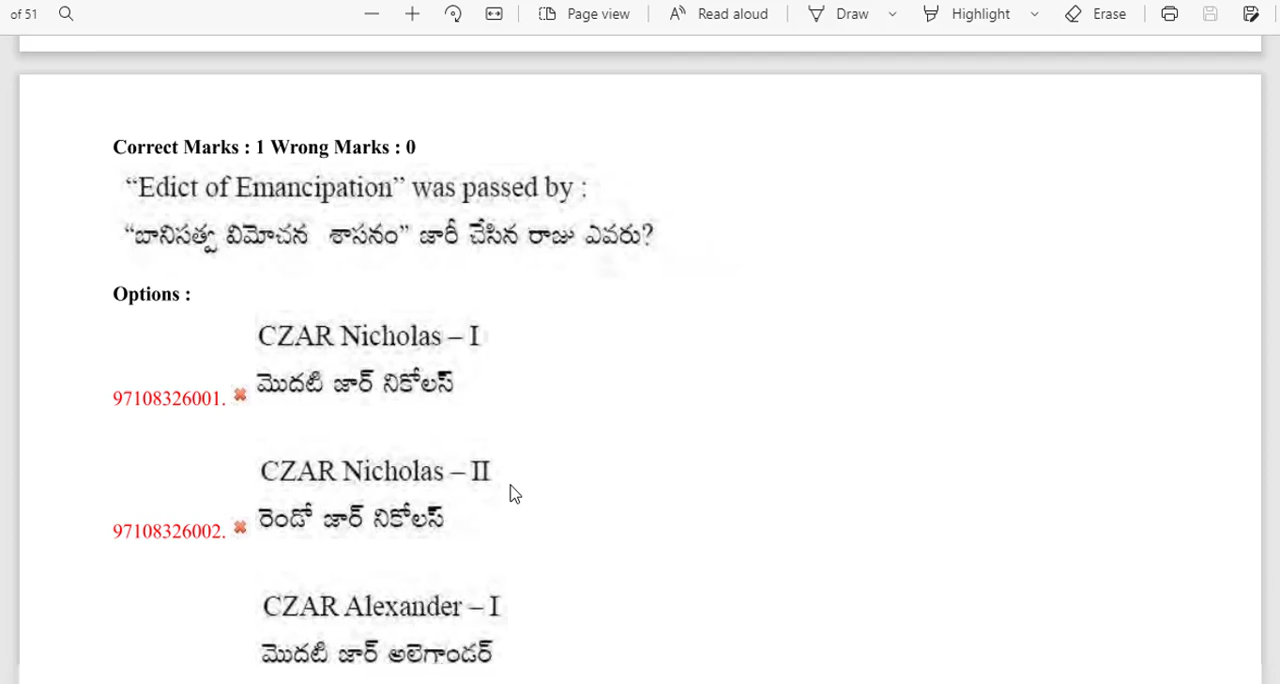 of 51 Page view Read aloud Draw Highlight Erase
Correct Marks : 1 Wrong Marks : 0
“Edict of Emancipation” was passed by :
“బానిసత్వ విమోచన శాసనం” జారీ చేసిన రాజు ఎవరు?
Options :
CZAR Nicholas – I
మొదటి జార్ నికోలస్
97108326001.
CZAR Nicholas – II
రెండో జార్ నికోలస్
97108326002.
CZAR Alexander – I
మొదటి జార్ అలెగ్జాండర్